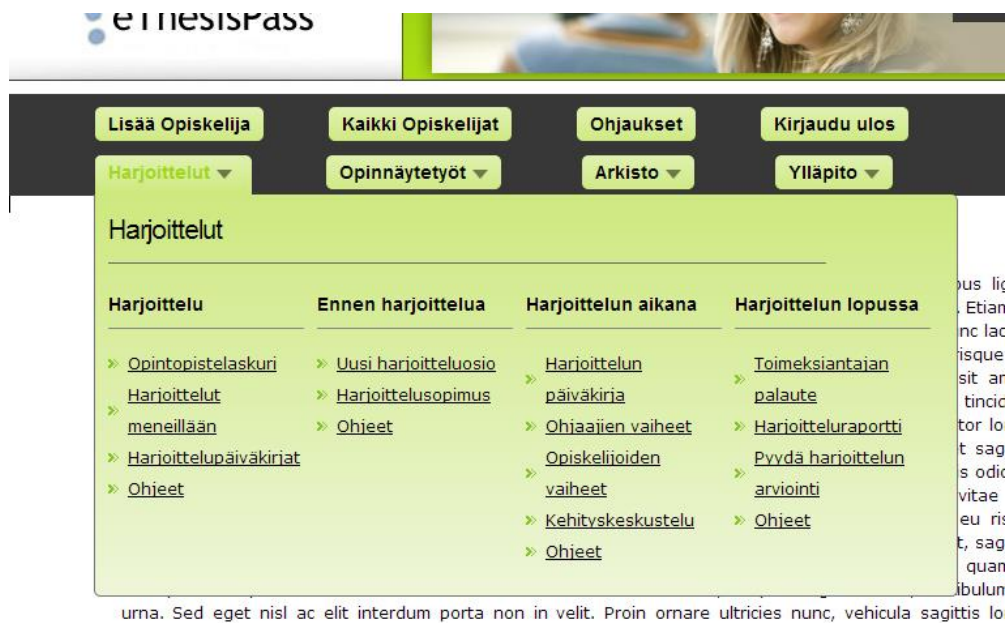 eThesisPass
Lisää Opiskelija
Kaikki Opiskelijat
Ohjaukset
Kirjaudu ulos
Harjoittelut
Opinnäytetyöt
Arkisto
Ylläpito
Harjoittelut
Harjoittelu
Opintopistelaskuri
Harjoittelut
meneillään
Harjoittelupäiväkirjat
Ohjeet
Ennen harjoittelua
Uusi harjoitteluosio
Harjoittelusopimus
Ohjeet
Harjoittelun aikana
Harjoittelun
päiväkirja
Ohjaajien vaiheet
Opiskelijoiden
vaiheet
Kehityskeskustelu
Ohjeet
Harjoittelun lopussa
Toimeksiantajan
palaute
Harjoitteluraportti
Pyydä harjoittelun
arviointi
Ohjeet
urna. Sed eget nisl ac elit interdum porta non in velit. Proin ornare ultricies nunc, vehicula sagittis